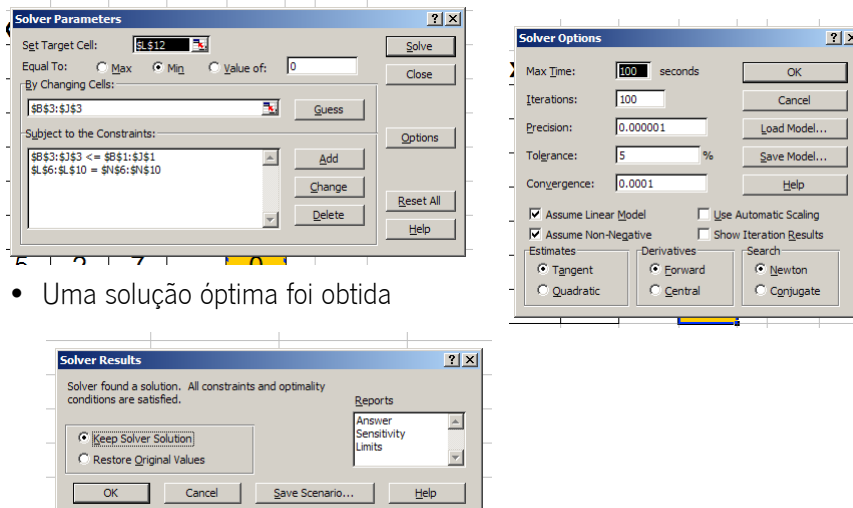 Solver Parameters
Set Target Cell: $L$12
Solve
Equal To: Max Min Value of: 0
Close
By Changing Cells:
$B$3:$J$3
Guess
Subject to the Constraints:
Options
$B$3:$J$3 <= $B$1:$J$1
$L$6:$L$10 = $N$6:$N$10
Add
Change
Reset All
Delete
Help
5 2 7 0
Solver Options
Max Time: 100 seconds
OK
Iterations: 100
Cancel
Precision: 0.000001
Load Model...
Tolerance: 5 %
Save Model...
Convergence: 0.0001
Help
Assume Linear Model
Use Automatic Scaling
Assume Non-Negative
Show Iteration Results
Estimates
Derivatives
Search
Tangent
Forward
Newton
Quadratic
Central
Conjugate
• Uma solução óptima foi obtida
Solver Results
Solver found a solution. All constraints and optimality
conditions are satisfied.
Reports
Answer
Sensitivity
Limits
Keep Solver Solution
Restore Original Values
OK
Cancel
Save Scenario...
Help